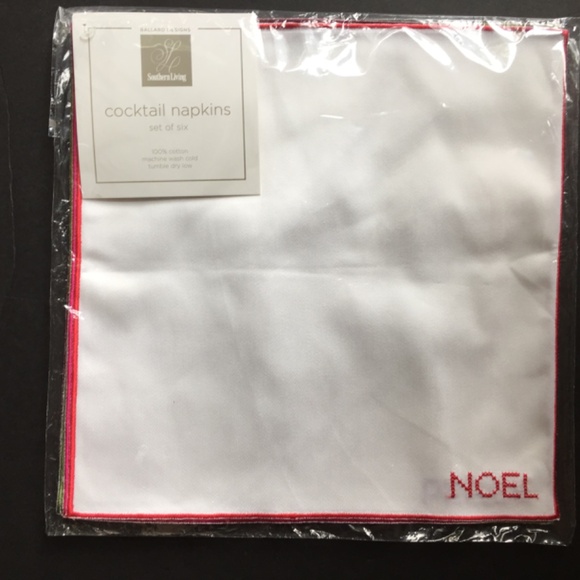 BALLARD DESIGNS
SL
Southern Living
cocktail napkins
set of six
100% cotton
machine wash cold
tumble dry low
NOEL